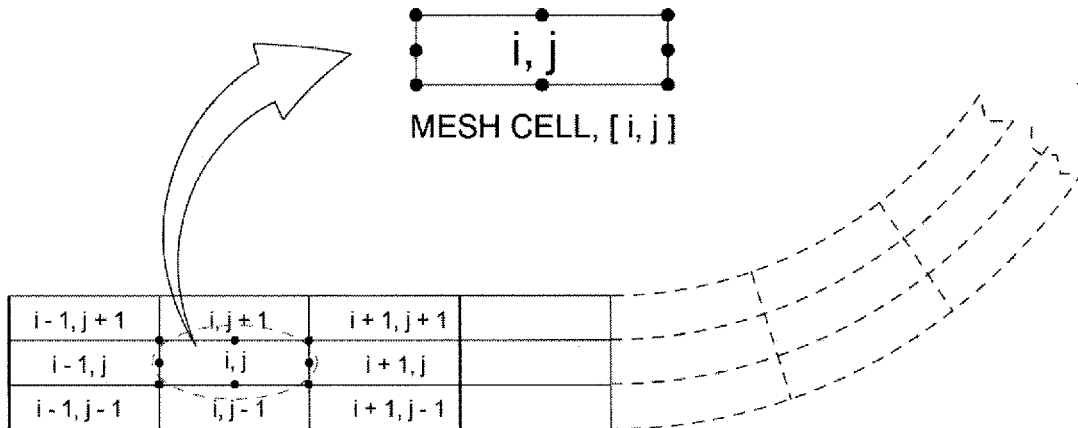 i, j
MESH CELL, [ i, j ]
i - 1, j + 1 i, j + 1 i + 1, j + 1
i - 1, j i, j i + 1, j
i - 1, j - 1 i, j - 1 i + 1, j - 1